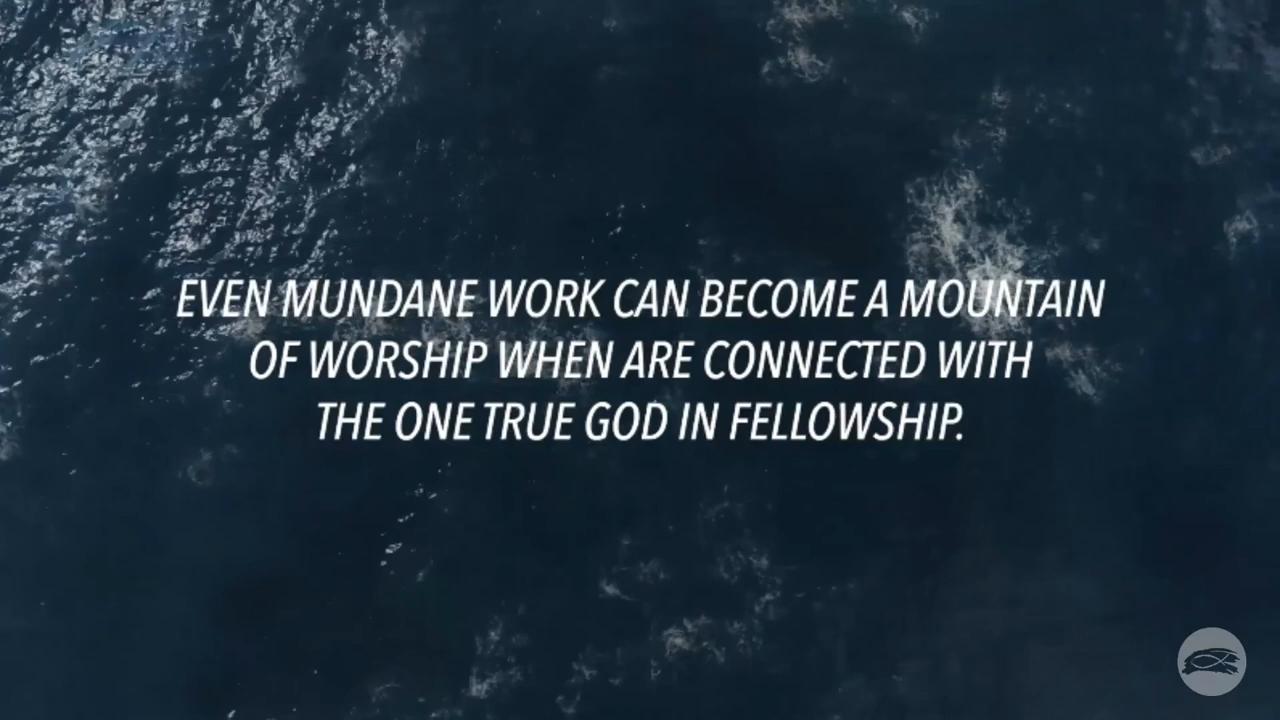 EVEN MUNDANE WORK CAN BECOME A MOUNTAIN
OF WORSHIP WHEN ARE CONNECTED WITH
THE ONE TRUE GOD IN FELLOWSHIP.